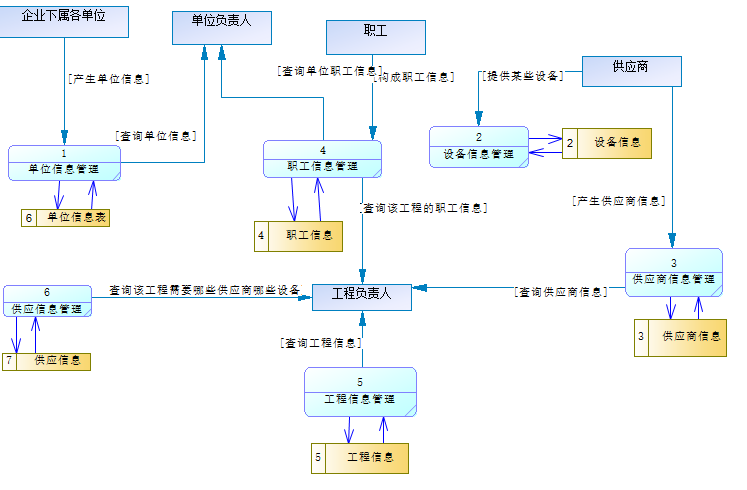 企业下属各单位
单位负责人
职工
供应商
[产生单位信息]
[查询单位职工信息]
[构成职工信息]
[提供某些设备]
[查询单位信息]
1
单位信息管理
4
职工信息管理
2
设备信息管理
2 设备信息
6 单位信息表
4 职工信息
[查询该工程的职工信息]
[产生供应商信息]
3
供应商信息管理
6
供应信息管理
查询该工程需要哪些供应商哪些设备
工程负责人
[查询供应商信息]
7 供应信息
3 供应商信息
[查询工程信息]
5
工程信息管理
5 工程信息